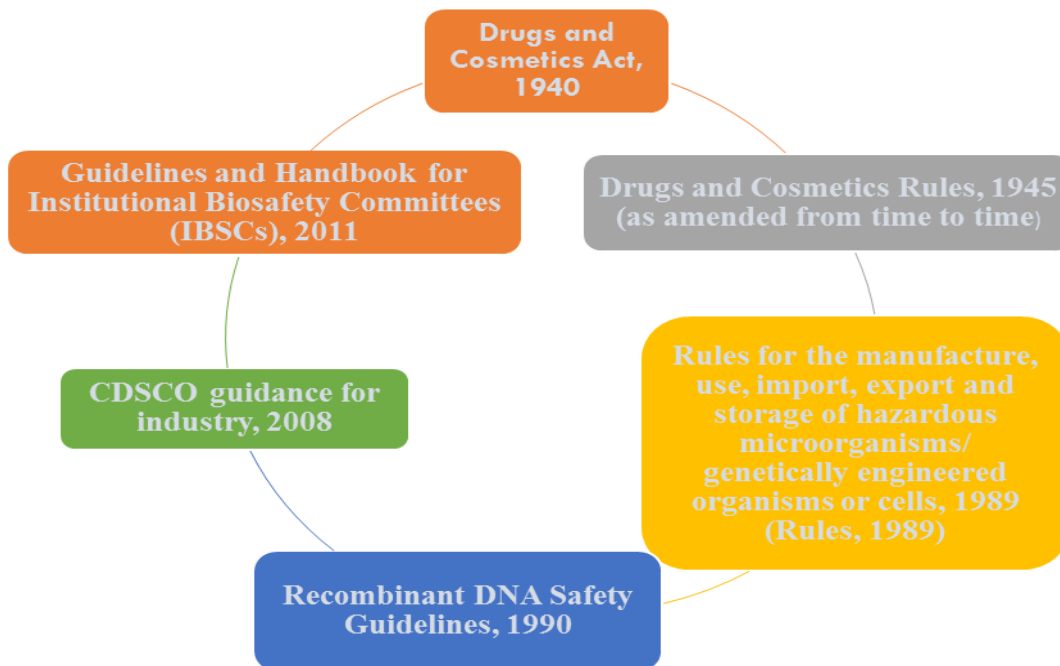 Drugs and
Cosmetics Act,
1940
Drugs and Cosmetics Rules, 1945
(as amended from time to time)
Rules for the manufacture,
use, import, export and
storage of hazardous
microorganisms/
genetically engineered
organisms or cells, 1989
(Rules, 1989)
Recombinant DNA Safety
Guidelines, 1990
CDSCO guidance for
industry, 2008
Guidelines and Handbook for
Institutional Biosafety Committees
(IBSCs), 2011